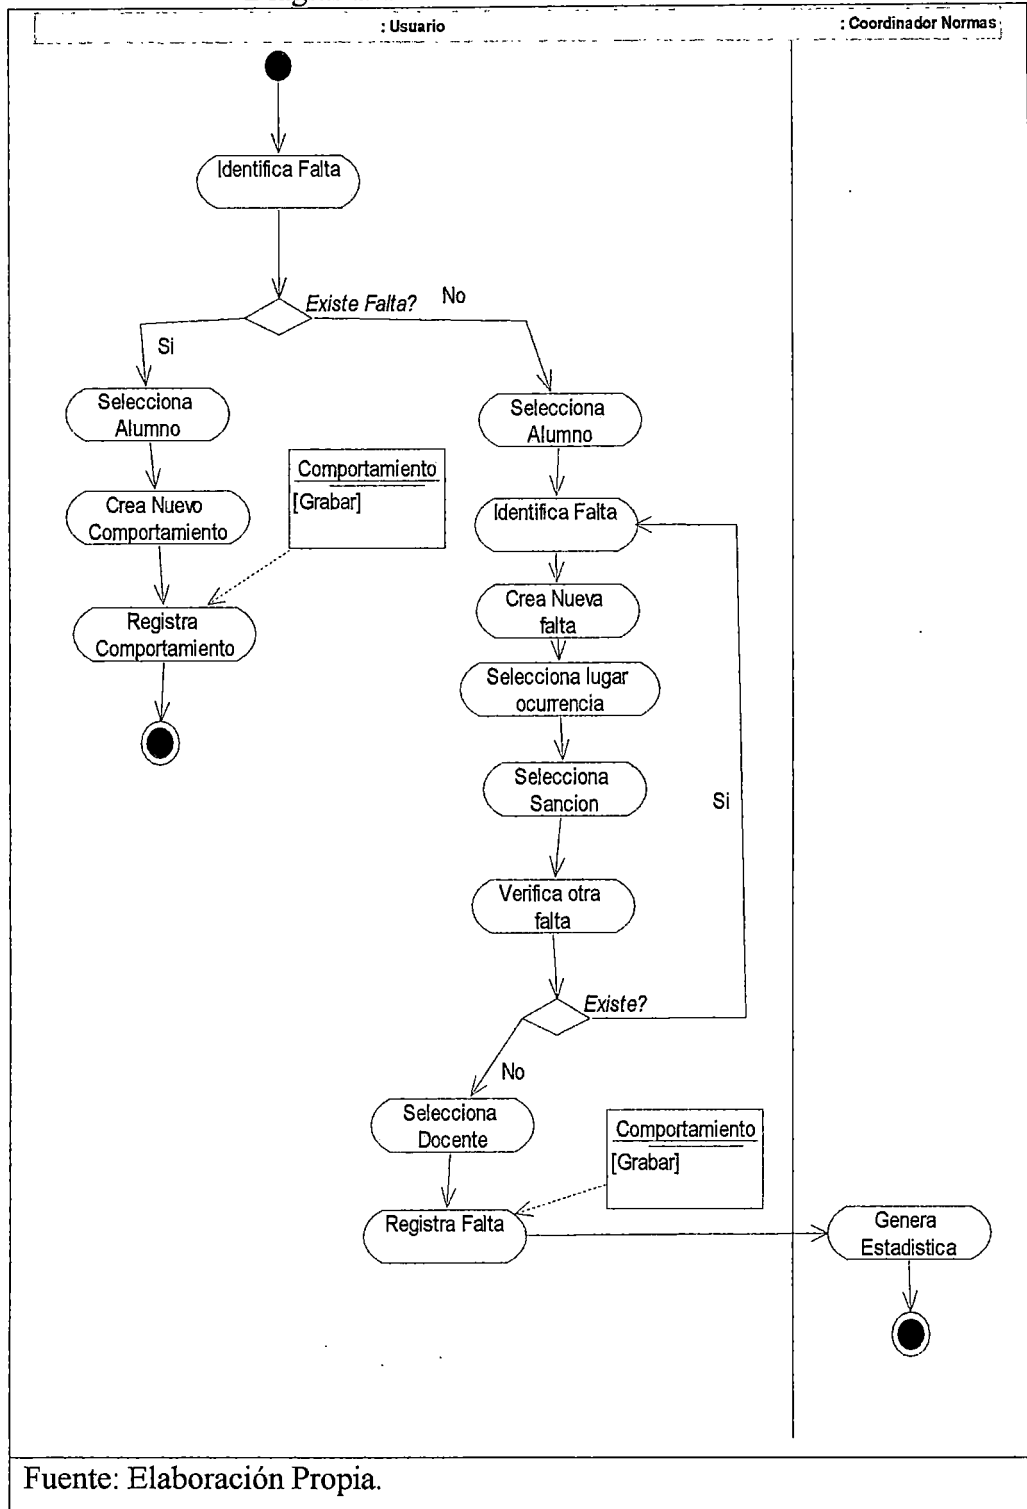 : Usuario
: Coordinador Normas
Identifica Falta
Existe Falta?
No
Si
Selecciona
Alumno
Crea Nuevo
Comportamiento
Registra
Comportamiento
Comportamiento
[Grabar]
Selecciona
Alumno
Identifica Falta
Crea Nueva
falta
Selecciona lugar
ocurrencia
Selecciona
Sancion
Si
Verifica otra
falta
Existe?
No
Selecciona
Docente
Comportamiento
[Grabar]
Registra Falta
Genera
Estadistica
Fuente: Elaboración Propia.